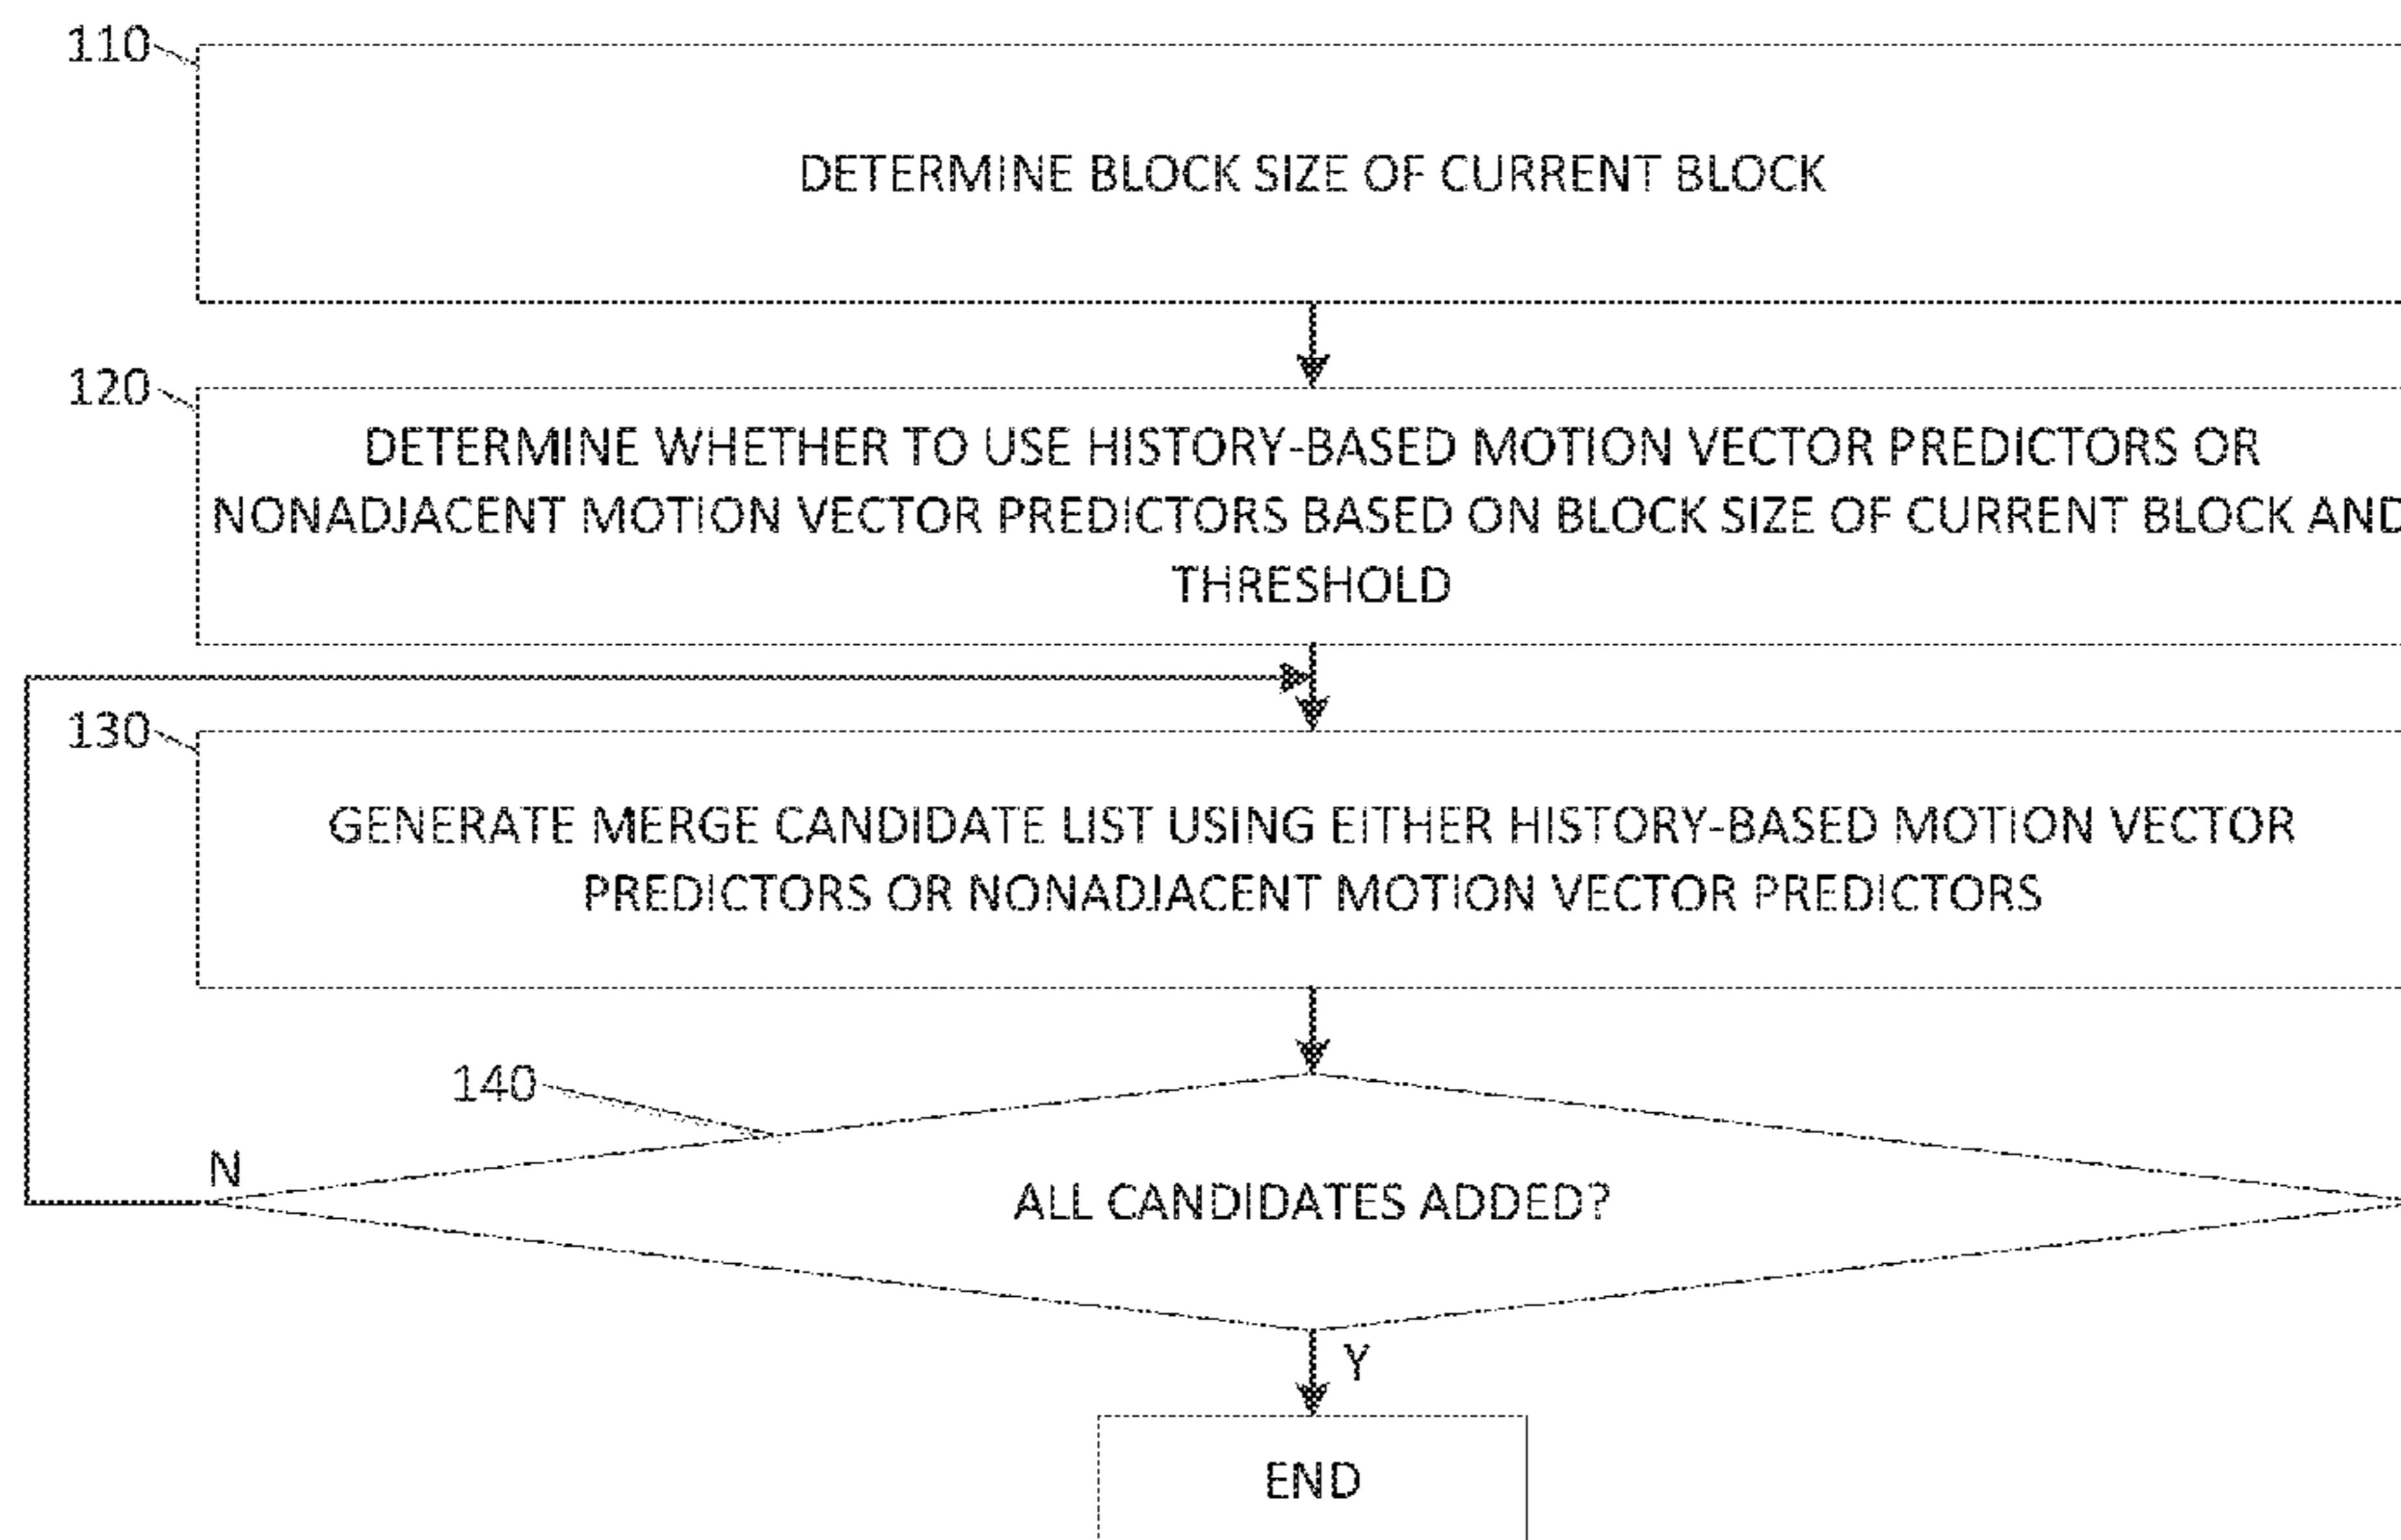 110
DETERMINE BLOCK SIZE OF CURRENT BLOCK
120
DETERMINE WHETHER TO USE HISTORY-BASED MOTION VECTOR PREDICTORS OR
NONADJACENT MOTION VECTOR PREDICTORS BASED ON BLOCK SIZE OF CURRENT BLOCK AND
THRESHOLD
130
GENERATE MERGE CANDIDATE LIST USING EITHER HISTORY-BASED MOTION VECTOR
PREDICTORS OR NONADJACENT MOTION VECTOR PREDICTORS
140
N
ALL CANDIDATES ADDED?
Y
END